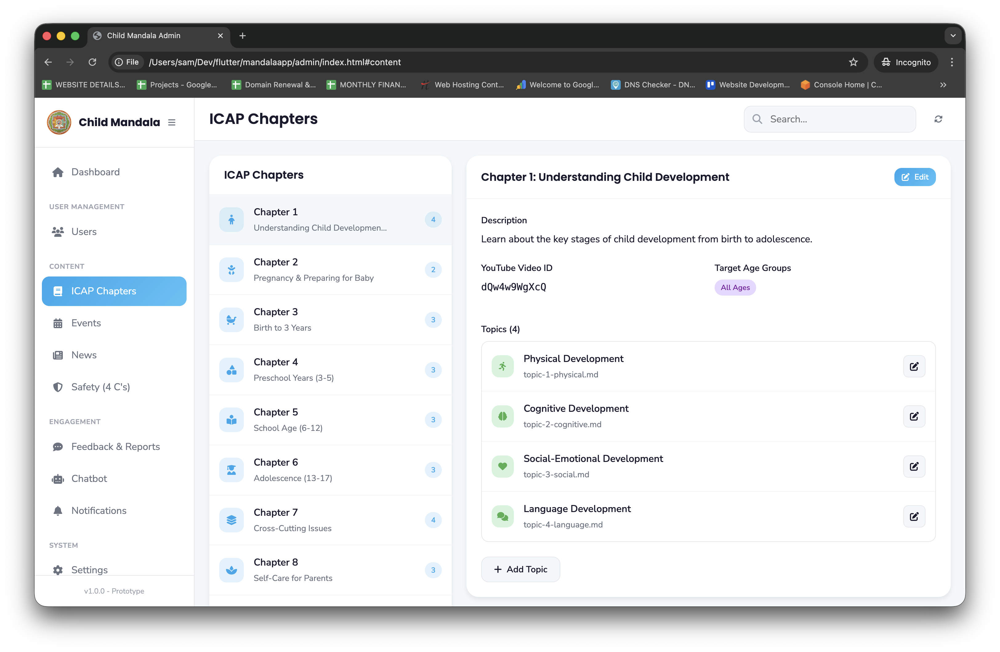 Child Mandala Admin
File /Users/sam/Dev/flutter/mandalaapp/admin/index.html#content
Incognito
WEBSITE DETAILS...
Projects - Google...
Domain Renewal &...
MONTHLY FINAN...
Web Hosting Cont...
Welcome to Googl...
DNS Checker - DN...
Website Developm...
Console Home | C...
Child Mandala
Dashboard
USER MANAGEMENT
Users
CONTENT
ICAP Chapters
Events
News
Safety (4 C's)
ENGAGEMENT
Feedback & Reports
Chatbot
Notifications
SYSTEM
Settings
v1.0.0 - Prototype
ICAP Chapters
Search...
ICAP Chapters
Chapter 1
Understanding Child Developmen...
4
Chapter 2
Pregnancy & Preparing for Baby
2
Chapter 3
Birth to 3 Years
3
Chapter 4
Preschool Years (3-5)
3
Chapter 5
School Age (6-12)
3
Chapter 6
Adolescence (13-17)
3
Chapter 7
Cross-Cutting Issues
4
Chapter 8
Self-Care for Parents
3
Chapter 1: Understanding Child Development
Edit
Description
Learn about the key stages of child development from birth to adolescence.
YouTube Video ID
dQw4w9WgXcQ
Target Age Groups
All Ages
Topics (4)
Physical Development
topic-1-physical.md
Cognitive Development
topic-2-cognitive.md
Social-Emotional Development
topic-3-social.md
Language Development
topic-4-language.md
+ Add Topic